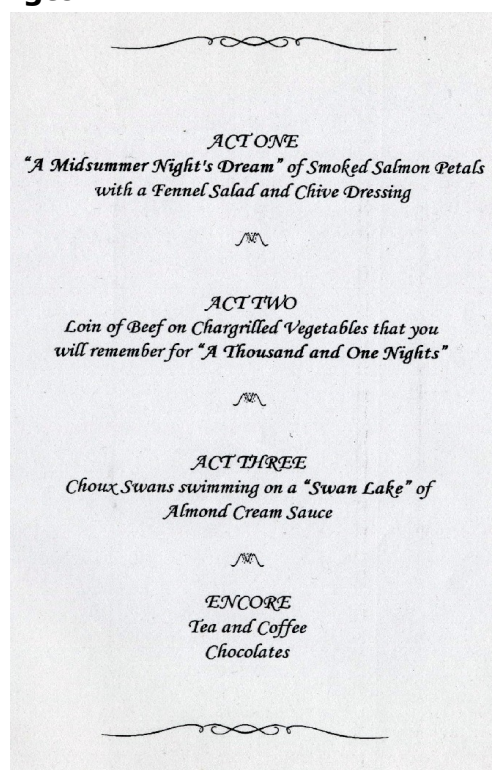 ACT ONE
"A Midsummer Night's Dream" of Smoked Salmon Petals
with a Fennel Salad and Chive Dressing
ACT TWO
Loin of Beef on Chargrilled Vegetables that you
will remember for "A Thousand and One Nights"
ACT THREE
Choux Swans swimming on a "Swan Lake" of
Almond Cream Sauce
ENCORE
Tea and Coffee
Chocolates